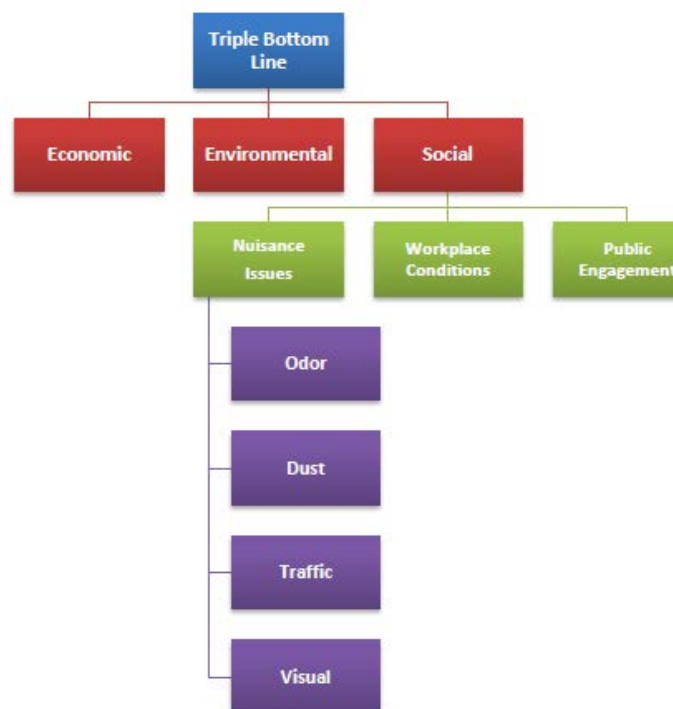 Triple Bottom
Line
Economic
Environmental
Social
Nuisance
Issues
Workplace
Conditions
Public
Engagement
Odor
Dust
Traffic
Visual